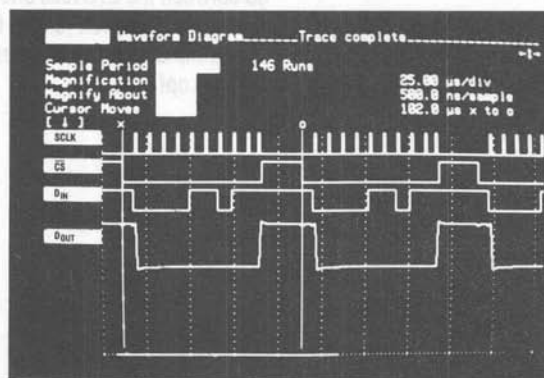 Waveform Diagram Trace complete
Sample Period 146 Runs
Magnification 25.00 µs/div
Magnify About 500.0 ns/sample
Cursor Moves 102.0 µs x to o
[ ↓ ] x o
SCLK
CS
DIN
DOUT